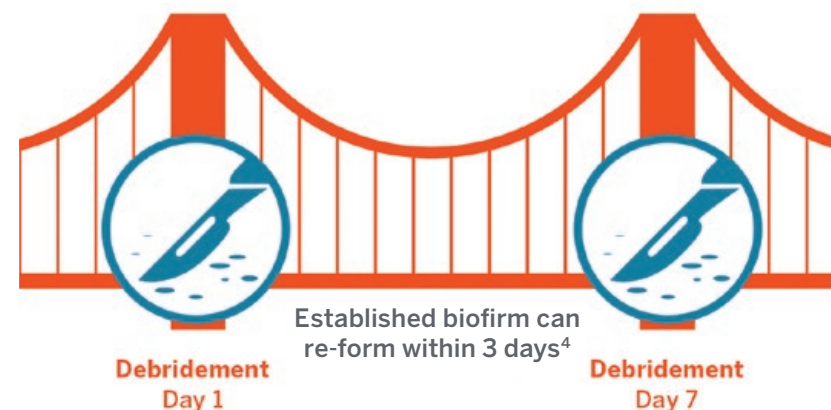 Established biofirm can
re-form within 3 days⁴
Debridement
Day 1
Debridement
Day 7